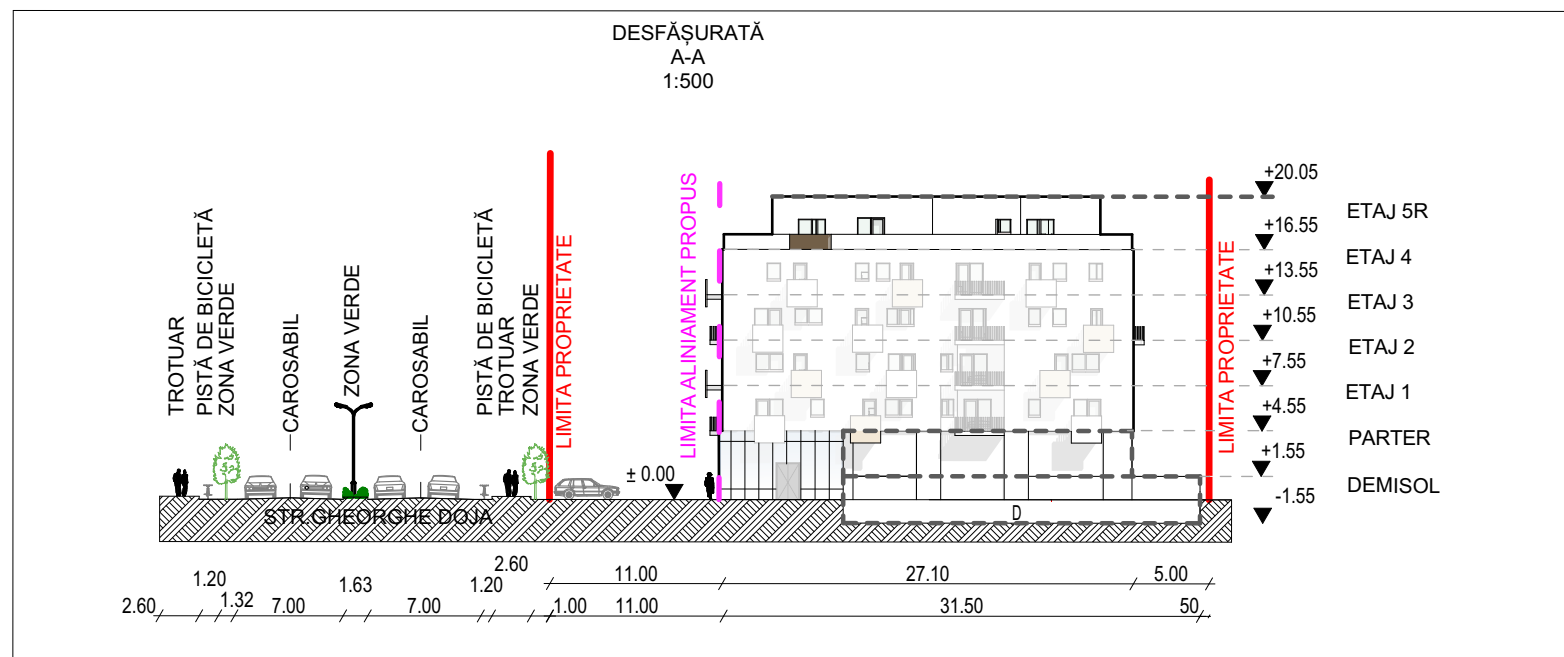 DESFĂȘURATĂ
A-A
1:500
TROTUAR
PISTĂ DE BICICLETĂ
ZONA VERDE
CAROSABIL
ZONA VERDE
CAROSABIL
PISTĂ DE BICICLETĂ
TROTUAR
ZONA VERDE
LIMITA PROPRIETATE
LIMITA ALINIAMENT PROPUS
LIMITA PROPRIETATE
+20.05
ETAJ 5R
+16.55
ETAJ 4
+13.55
ETAJ 3
+10.55
ETAJ 2
+7.55
ETAJ 1
+4.55
PARTER
+1.55
DEMISOL
-1.55
± 0.00
STR.GHEORGHE DOJA
D
2.60
11.00
27.10
5.00
1.20
1.63
1.20
2.60
1.32
7.00
7.00
1.00
11.00
31.50
50